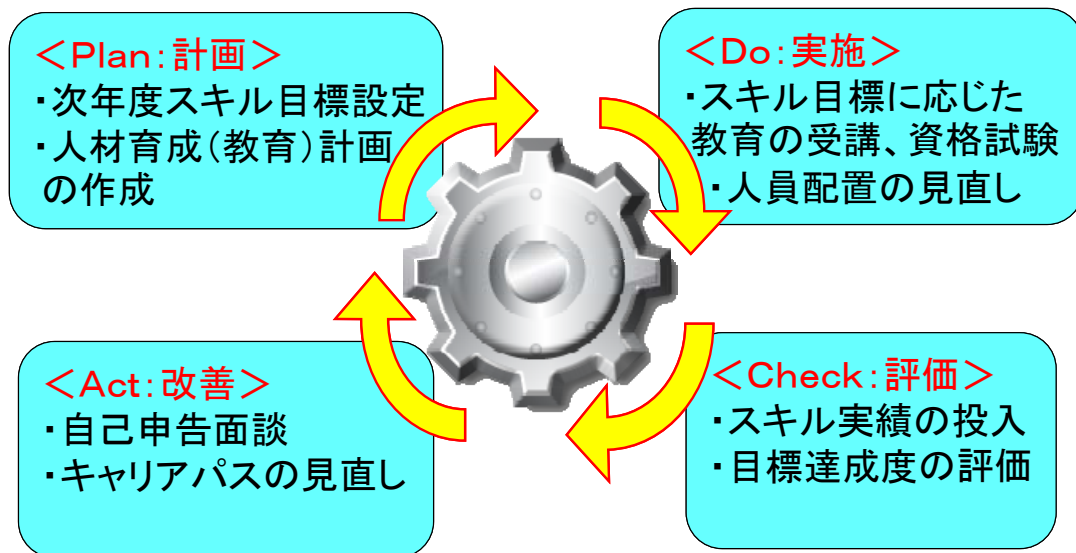 <Plan:計画>
・次年度スキル目標設定
・人材育成(教育)計画
の作成
<Do:実施>
・スキル目標に応じた
教育の受講、資格試験
・人員配置の見直し
<Check:評価>
・スキル実績の投入
・目標達成度の評価
<Act:改善>
・自己申告面談
・キャリアパスの見直し